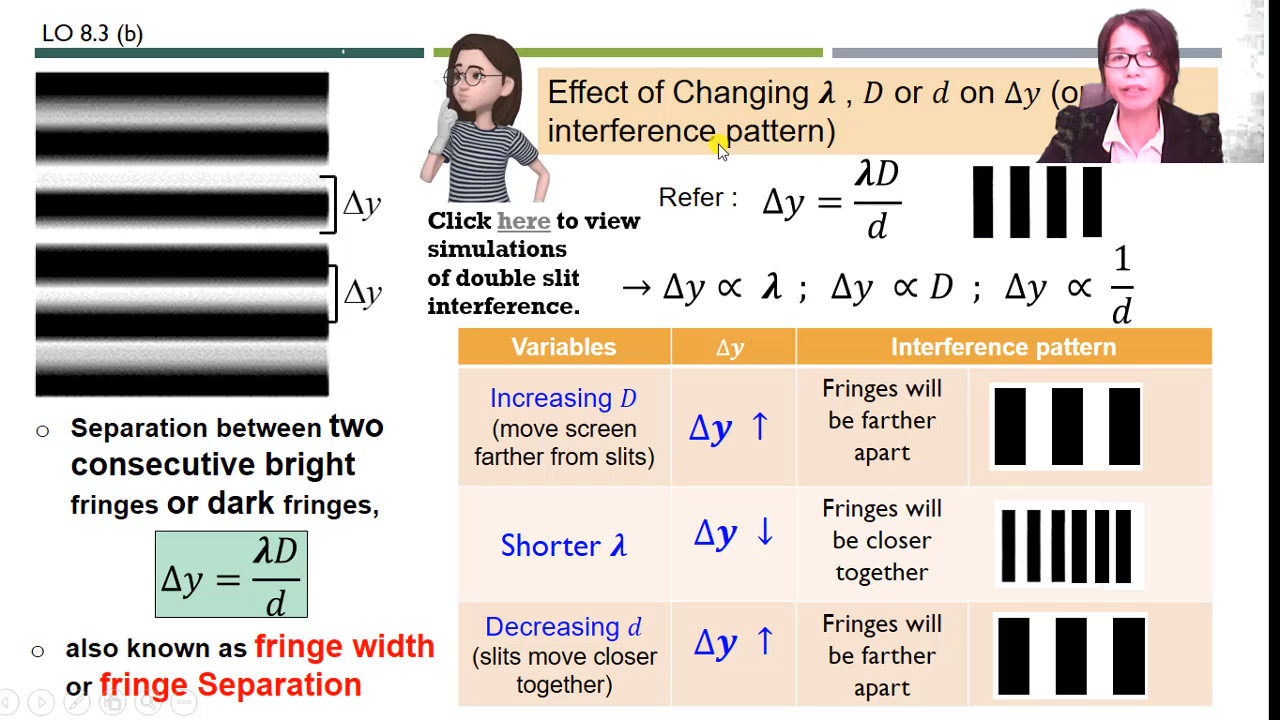 LO 8.3 (b)
Effect of Changing λ , D or d on Δy (or
interference pattern)
Δy
Δy
Click here to view
simulations
of double slit
interference.
Refer : Δy = λD/d
→ Δy ∝ λ ; Δy ∝ D ; Δy ∝ 1/d
Separation between two
consecutive bright
fringes or dark fringes,
Δy = λD/d
also known as fringe width
or fringe Separation
Variables Δy Interference pattern
Increasing D
(move screen
farther from slits)
Δy ↑
Fringes will
be farther
apart
Shorter λ
Δy ↓
Fringes will
be closer
together
Decreasing d
(slits move closer
together)
Δy ↑
Fringes will
be farther
apart